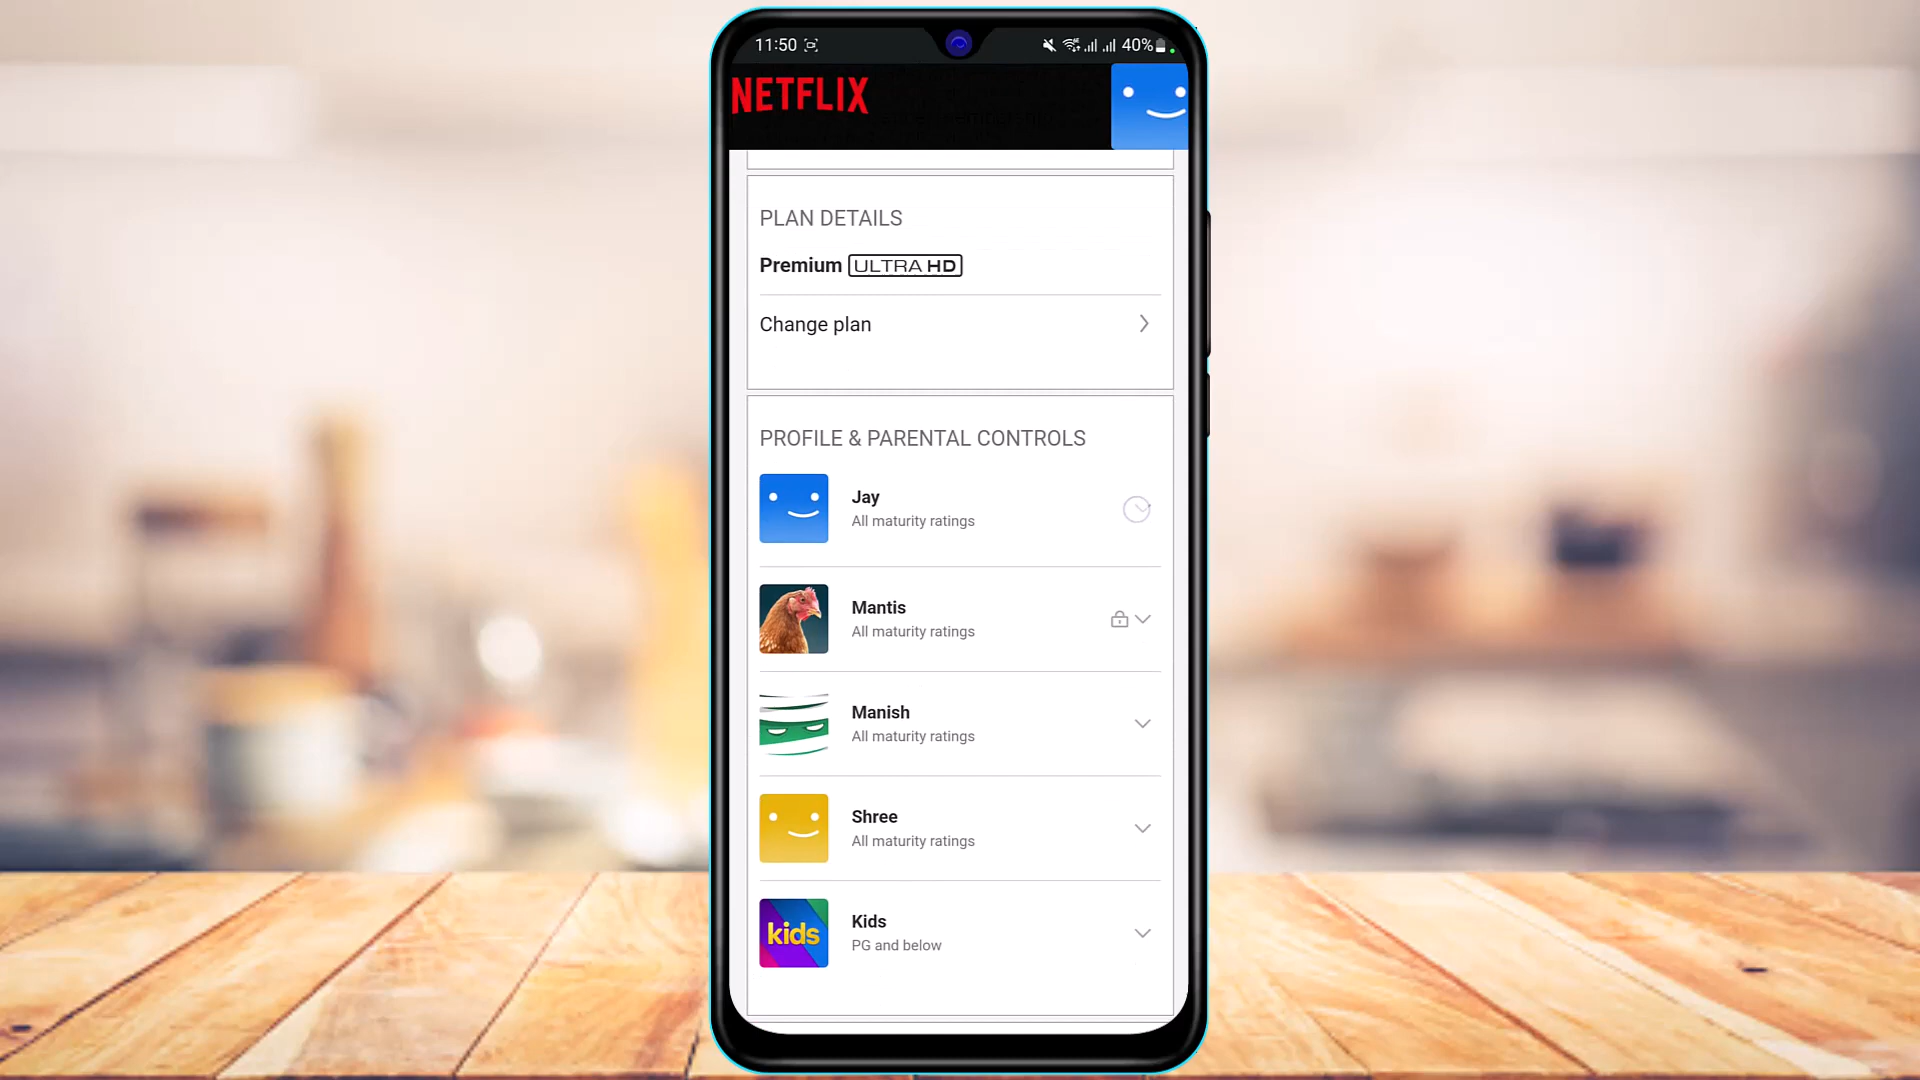 11:50
40%
NETFLIX
PLAN DETAILS
Premium ULTRA HD
Change plan
PROFILE & PARENTAL CONTROLS
Jay
All maturity ratings
Mantis
All maturity ratings
Manish
All maturity ratings
Shree
All maturity ratings
kids
Kids
PG and below